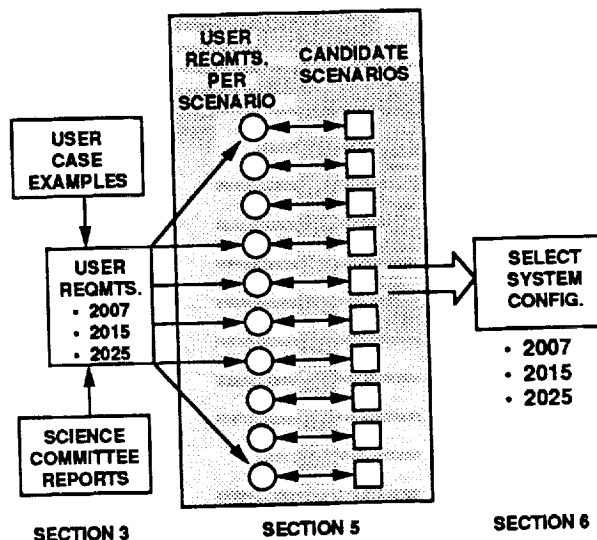 USER
REQMTS.
PER
SCENARIO
CANDIDATE
SCENARIOS
USER
CASE
EXAMPLES
USER
REQMTS.
• 2007
• 2015
• 2025
SCIENCE
COMMITTEE
REPORTS
SELECT
SYSTEM
CONFIG.
• 2007
• 2015
• 2025
SECTION 3
SECTION 5
SECTION 6